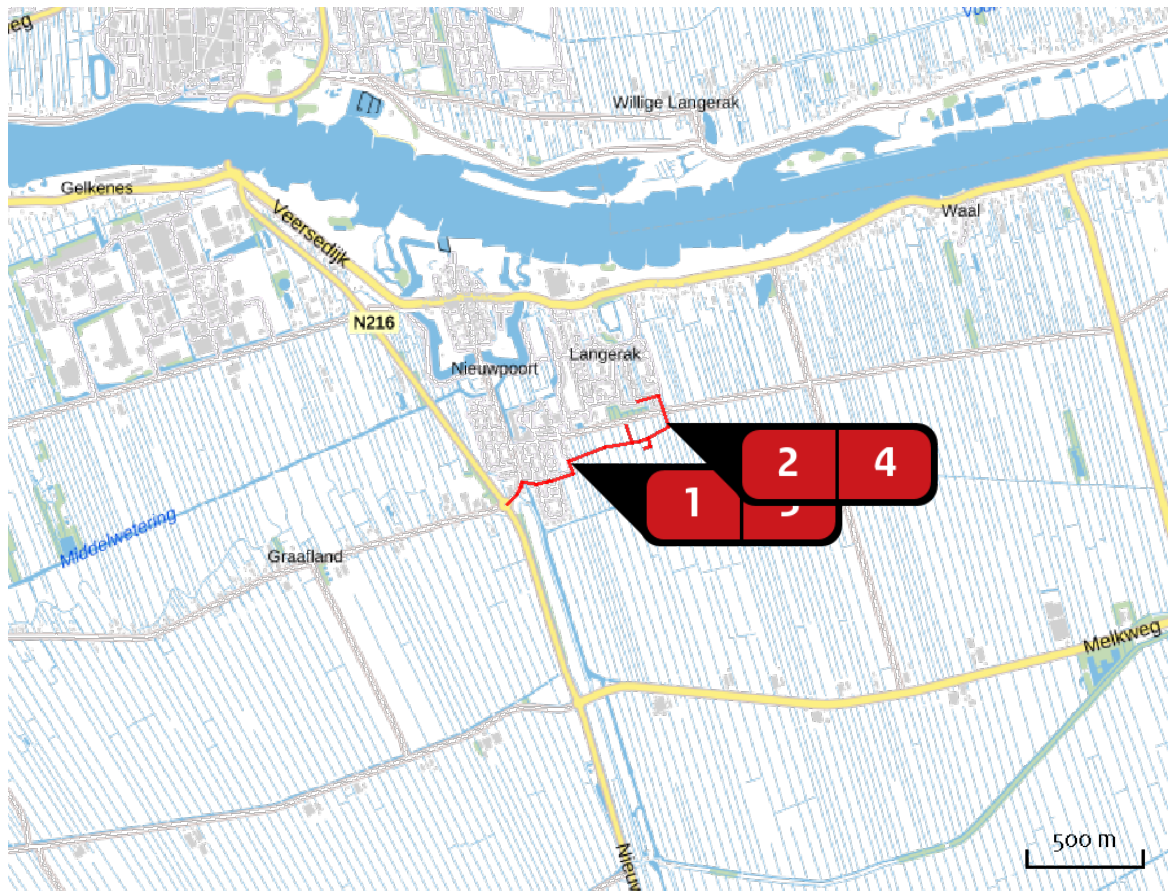 Willige Langerak
Gelkenes
Waal
Veersedijk
N216
Langerak
Nieuwpoort
2 4
1
Middelwetering
Graafland
Melkweg
500 m